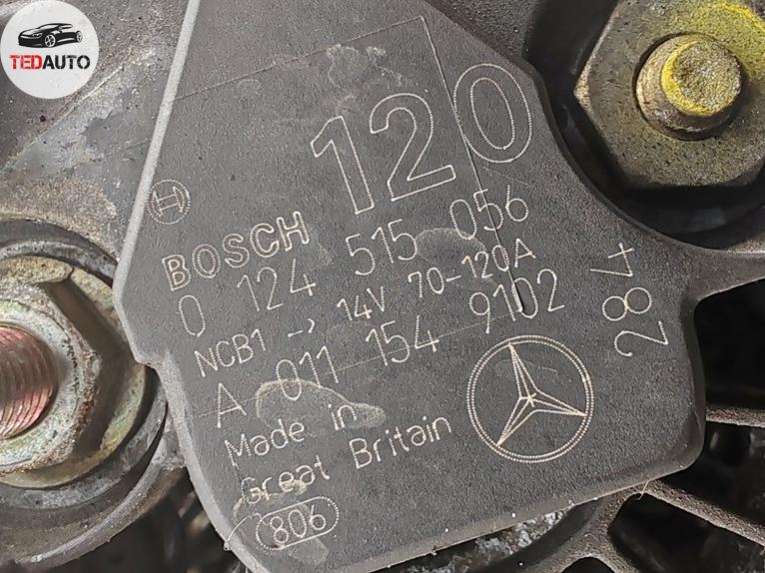 TEDAUTO
120
BOSCH
0 124 515 056
NCB1 -> 14V 70-120A
A 011 154 9102
284
Made in
Great Britain
806